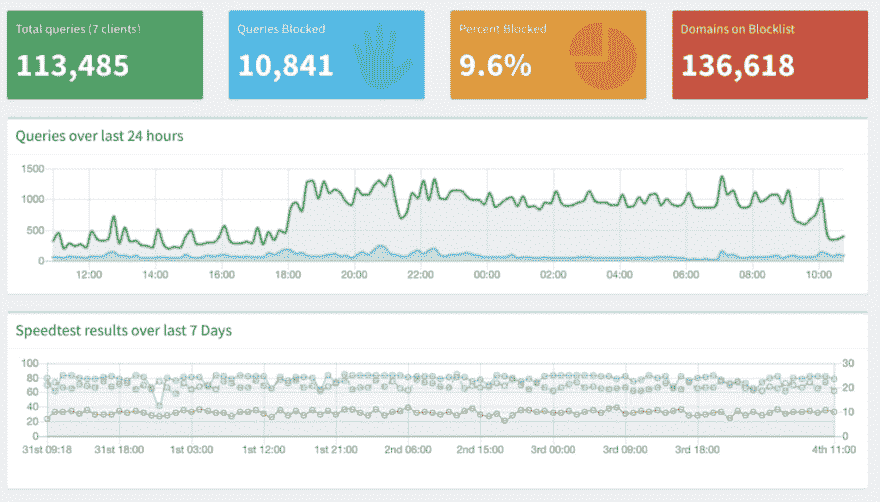 Total queries (7 clients)
113,485
Queries Blocked
10,841
Percent Blocked
9.6%
Domains on Blocklist
136,618
Queries over last 24 hours
1500
1000
500
0
12:00 14:00 16:00 18:00 20:00 22:00 00:00 02:00 04:00 06:00 08:00 10:00
Speedtest results over last 7 Days
100 30
80
60 20
40 10
20
0 0
31st 09:18 31st 18:00 1st 03:00 1st 12:00 1st 21:00 2nd 06:00 2nd 15:00 3rd 00:00 3rd 09:00 3rd 18:00 4th 11:00